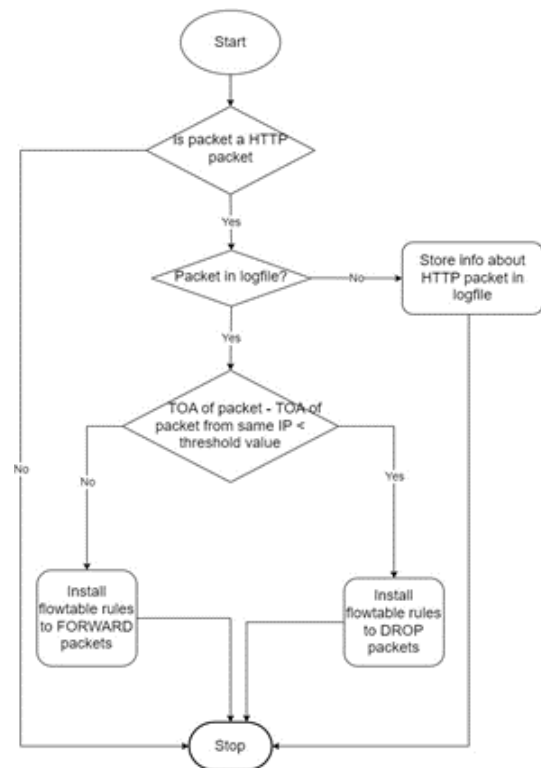 Start
Is packet a HTTP
packet
Yes
Packet in logfile?
No
Store info about
HTTP packet in
logfile
Yes
TOA of packet - TOA of
packet from same IP <
threshold value
No
No
Yes
Install
flowtable rules
to FORWARD
packets
Install
flowtable rules
to DROP
packets
Stop